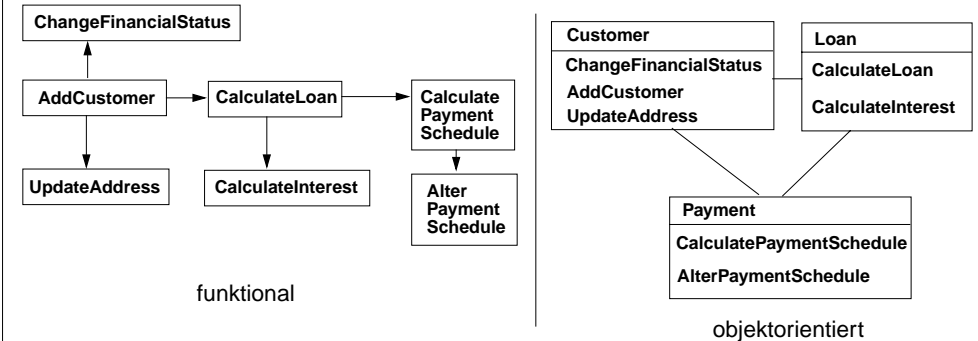 ChangeFinancialStatus
AddCustomer
CalculateLoan
Calculate
Payment
Schedule
UpdateAddress
CalculateInterest
Alter
Payment
Schedule
funktional
Customer
ChangeFinancialStatus
AddCustomer
UpdateAddress
Loan
CalculateLoan
CalculateInterest
Payment
CalculatePaymentSchedule
AlterPaymentSchedule
objektorientiert